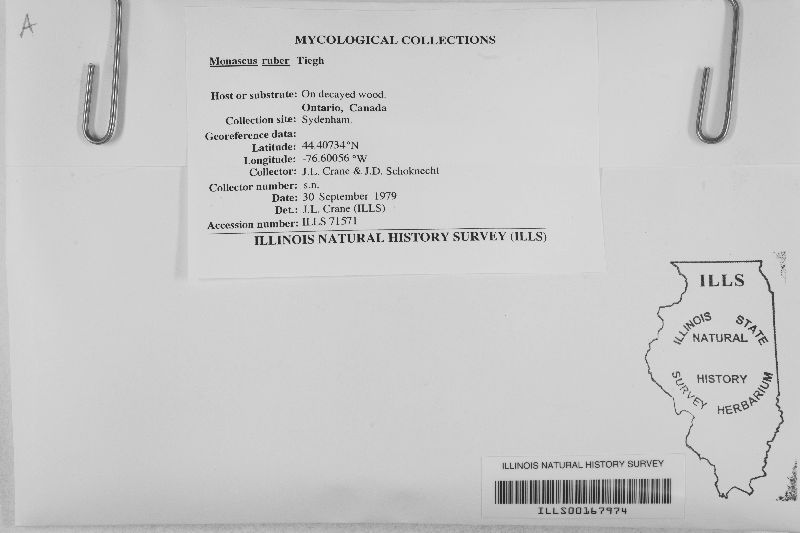 A
MYCOLOGICAL COLLECTIONS
Monascus ruber Tiegh
Host or substrate: On decayed wood.
Ontario, Canada
Collection site: Sydenham.
Georeference data:
Latitude: 44.40734°N
Longitude: -76.60056 °W
Collector: J.L. Crane & J.D. Schoknecht
Collector number: s.n.
Date: 30 September 1979
Det.: J.L. Crane (ILLS)
Accession number: ILLS 71571
ILLINOIS NATURAL HISTORY SURVEY (ILLS)
ILLS
ILLINOIS STATE
NATURAL
HISTORY
SURVEY HERBARIUM
ILLINOIS NATURAL HISTORY SURVEY
ILLS00167974